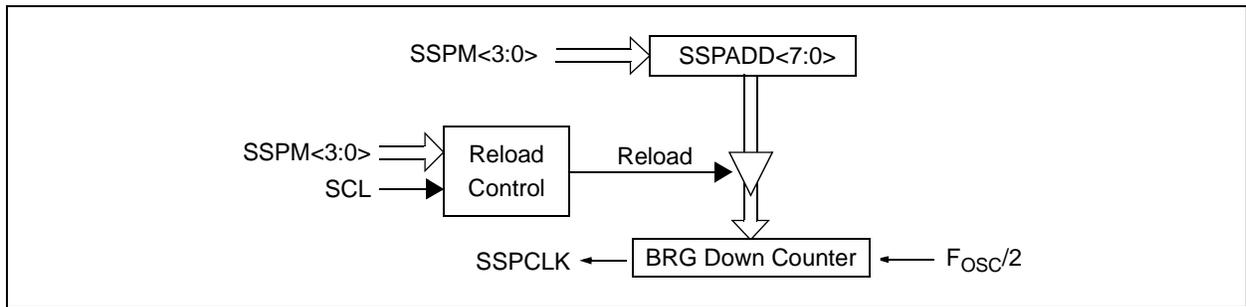 SSPM<3:0>
SSPADD<7:0>
SSPM<3:0>
Reload
Control
Reload
SCL
SSPCLK
BRG Down Counter
FOSC/2